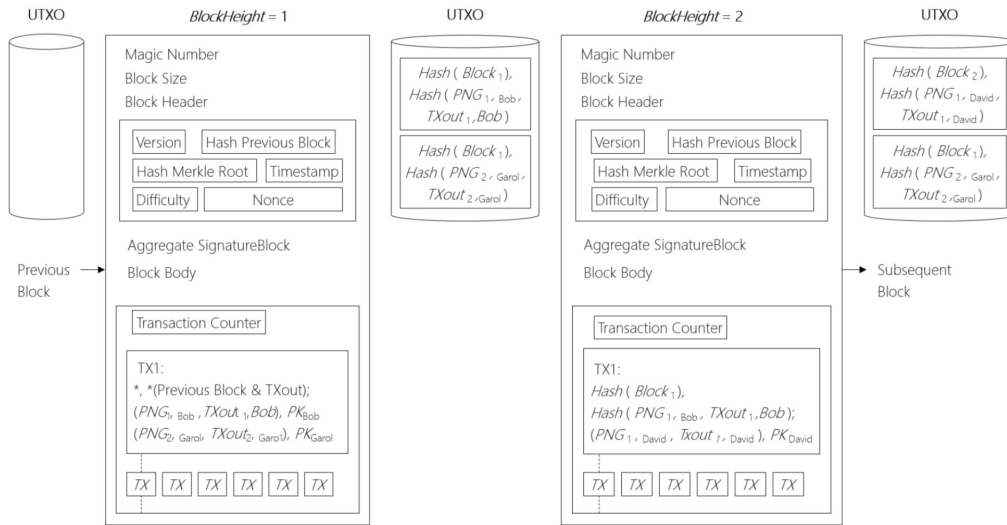 UTXO
BlockHeight = 1
UTXO
BlockHeight = 2
UTXO
Magic Number
Block Size
Block Header
Version
Hash Previous Block
Hash Merkle Root
Timestamp
Difficulty
Nonce
Aggregate SignatureBlock
Block Body
Previous
Block
Transaction Counter
TX1:
*, *(Previous Block & TXout);
(PNG1, Bob ,TXout 1,Bob), PKBob
(PNG2, Garol, TXout2, Garol), PKGarol
TX TX TX TX TX TX
Hash ( Block 1),
Hash ( PNG 1, Bob,
TXout 1,Bob )
Hash ( Block 1),
Hash ( PNG 2, Garol,
TXout 2,Garol)
Magic Number
Block Size
Block Header
Version
Hash Previous Block
Hash Merkle Root
Timestamp
Difficulty
Nonce
Aggregate SignatureBlock
Block Body
Transaction Counter
TX1:
Hash ( Block 1),
Hash ( PNG 1, Bob, TXout 1,Bob);
(PNG 1, David , Txout 1, David ), PK David
TX TX TX TX TX TX
Hash ( Block 2),
Hash ( PNG 1, David,
TXout 1, David )
Hash ( Block 1),
Hash ( PNG 2, Garol,
TXout 2,Garol)
Subsequent
Block